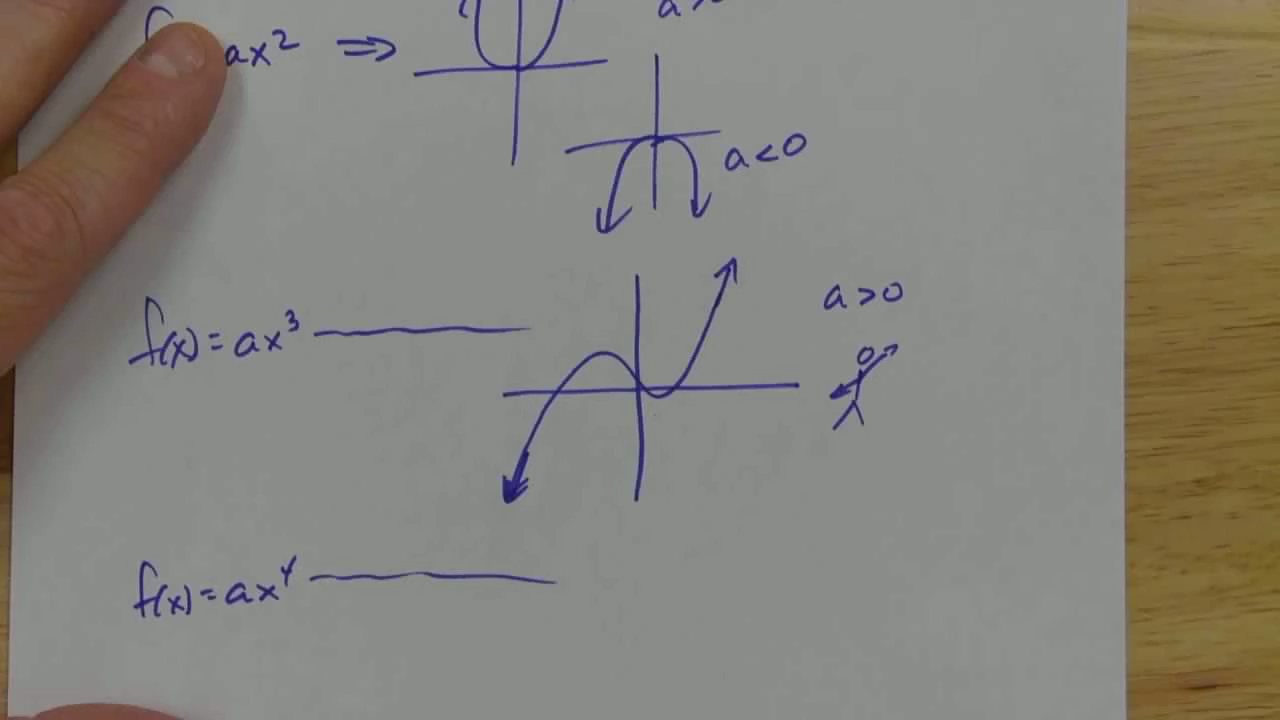 ax² ⇒
a<0
f(x) = ax³
a>0
f(x) = ax⁴